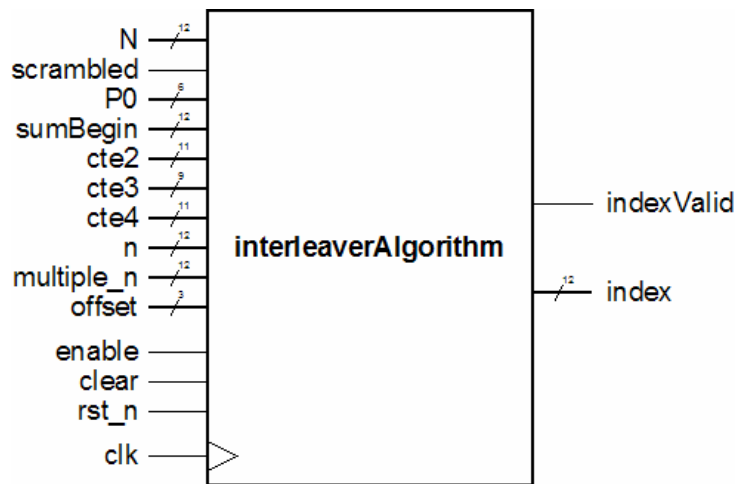 N 12
scrambled
P0 6
sumBegin 12
cte2 11
cte3 9
cte4 11
n 12
multiple_n 12
offset 3
enable
clear
rst_n
clk
interleaverAlgorithm
indexValid
12 index